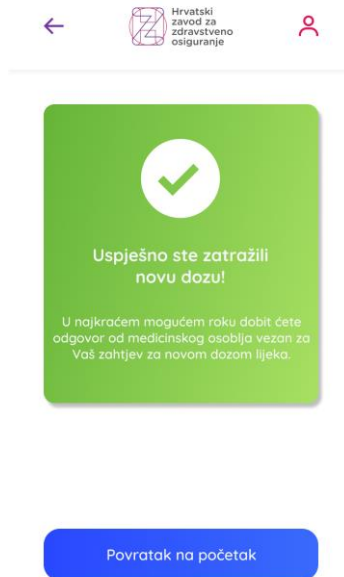 Hrvatski
zavod za
zdravstveno
osiguranje
Uspješno ste zatražili
novu dozu!
U najkraćem mogućem roku dobit ćete
odgovor od medicinskog osoblja vezan za
Vaš zahtjev za novom dozom lijeka.
Povratak na početak